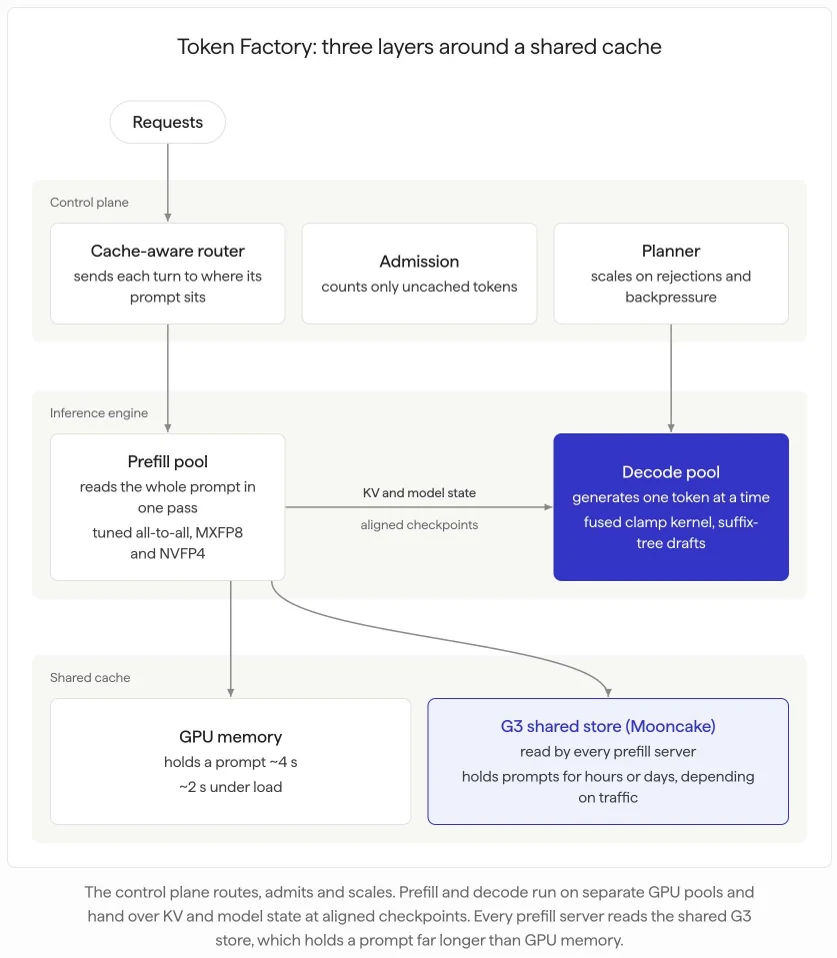 Token Factory: three layers around a shared cache
Requests
Control plane
Cache-aware router
sends each turn to where its
prompt sits
Admission
counts only uncached tokens
Planner
scales on rejections and
backpressure
Inference engine
Prefill pool
reads the whole prompt in
one pass
tuned all-to-all, MXFP8
and NVFP4
KV and model state
aligned checkpoints
Decode pool
generates one token at a time
fused clamp kernel, suffix-
tree drafts
Shared cache
GPU memory
holds a prompt ~4 s
~2 s under load
G3 shared store (Mooncake)
read by every prefill server
holds prompts for hours or days, depending
on traffic
The control plane routes, admits and scales. Prefill and decode run on separate GPU pools and
hand over KV and model state at aligned checkpoints. Every prefill server reads the shared G3
store, which holds a prompt far longer than GPU memory.